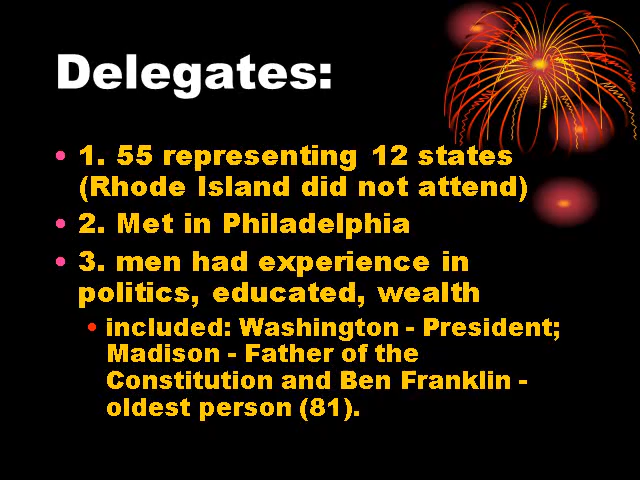 Delegates:
• 1. 55 representing 12 states
(Rhode Island did not attend)
• 2. Met in Philadelphia
• 3. men had experience in
politics, educated, wealth
• included: Washington - President;
Madison - Father of the
Constitution and Ben Franklin -
oldest person (81).